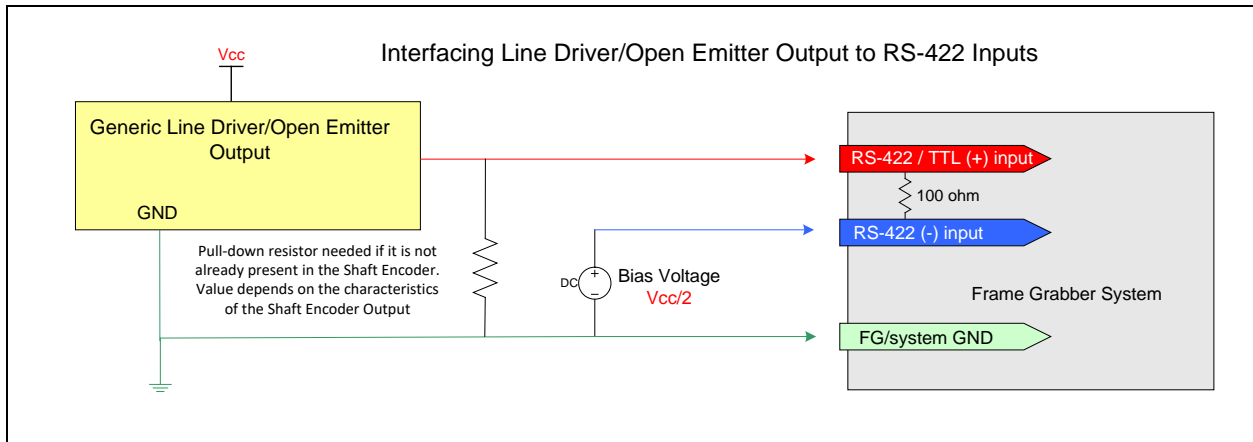 Interfacing Line Driver/Open Emitter Output to RS-422 Inputs
Vcc
Generic Line Driver/Open Emitter
Output
GND
Pull-down resistor needed if it is not
already present in the Shaft Encoder.
Value depends on the characteristics
of the Shaft Encoder Output
DC
+
−
Bias Voltage
Vcc/2
RS-422 / TTL (+) input
100 ohm
RS-422 (-) input
Frame Grabber System
FG/system GND